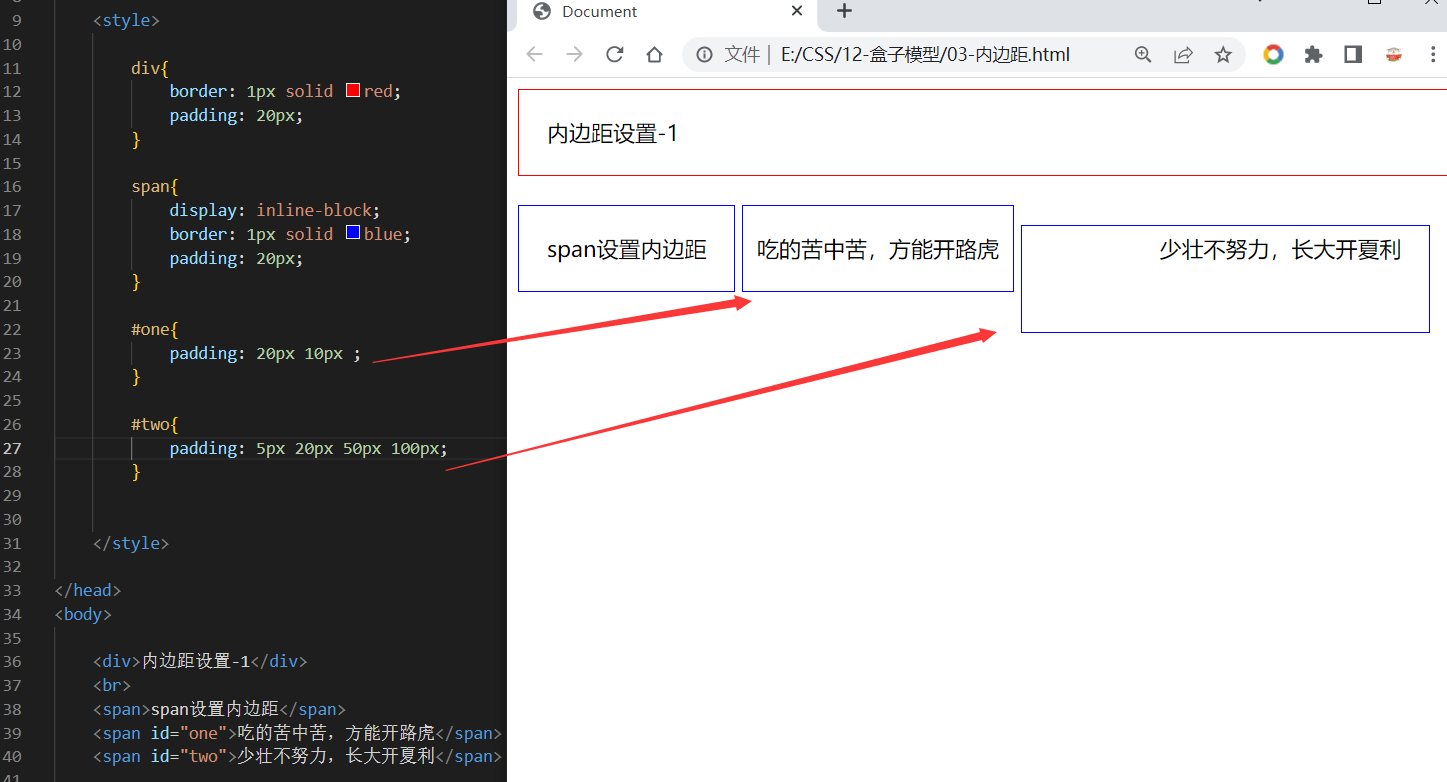 9 <style>
10
11 div{
12 border: 1px solid red;
13 padding: 20px;
14 }
15
16 span{
17 display: inline-block;
18 border: 1px solid blue;
19 padding: 20px;
20 }
21
22 #one{
23 padding: 20px 10px ;
24 }
25
26 #two{
27 padding: 5px 20px 50px 100px;
28 }
29
30
31 </style>
32
33 </head>
34 <body>
35
36 <div>内边距设置-1</div>
37 <br>
38 <span>span设置内边距</span>
39 <span id="one">吃的苦中苦，方能开路虎</span>
40 <span id="two">少壮不努力，长大开夏利</span>
41
Document
文件 | E:/CSS/12-盒子模型/03-内边距.html
内边距设置-1
span设置内边距
吃的苦中苦，方能开路虎
少壮不努力，长大开夏利